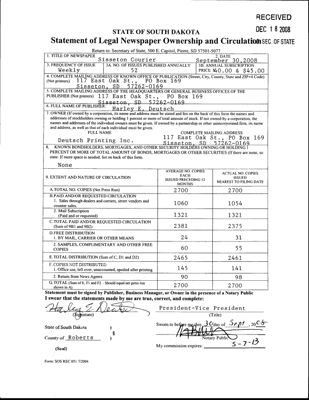 RECEIVED
DEC 18 2008
SEC OF STATE
STATE OF SOUTH DAKOTA
Statement of Legal Newspaper Ownership and Circulation
Return to: Secretary of State, 500 E. Capitol, Pierre, SD 57501-5077
1. TITLE OF NEWSPAPER
Sisseton Courier
2. DATE
September 30, 2008
3. FREQUENCY OF ISSUE
Weekly
3A. NO. OF ISSUES PUBLISHED ANNUALLY
52
3B. ANNUAL SUBSCRIPTION
PRICE $40.00 & $45.00
4. COMPLETE MAILING ADDRESS OF KNOWN OFFICE OF PUBLICATION (Street, City, County, State and ZIP+4 Code)
(Not printers) 117 East Oak St., PO Box 169
Sisseton, SD 57262-0169
5. COMPLETE MAILING ADDRESS OF THE HEADQUARTERS OR GENERAL BUSINESS OFFICES OF THE
PUBLISHER (Not printers) 117 East Oak St., PO Box 169
Sisseton, SD 57262-0169
6. FULL NAME OF PUBLISHER: Harley E. Deutsch
7. OWNER (If owned by a corporation, its name and address must be stated and list on the back of this form the names and
addresses of stockholders owning or holding 1 percent or more of total amount of stock. If not owned by a corporation, the
names and addresses of the individual owners must be given. If owned by a partnership or other unincorporated firm, its name
and address, as well as that of each individual must be given.
FULL NAME
COMPLETE MAILING ADDRESS
Deutsch Printing Inc.
117 East Oak St., PO Box 169
Sisseton, SD 57262-0169
8. KNOWN BONDHOLDERS, MORTGAGEES, AND OTHER SECURITY HOLDERS OWNING OR HOLDING 1
PERCENT OR MORE OF TOTAL AMOUNT OF BONDS, MORTGAGES OR OTHER SECURITIES (If there are none, so
state. If more space is needed, list on back of this form.
None
9. EXTENT AND NATURE OF CIRCULATION
AVERAGE NO. COPIES
EACH
ISSUED PRECEDING 12
MONTHS
ACTUAL NO. COPIES
ISSUED
NEAREST TO FILING DATE
A. TOTAL NO. COPIES (Net Press Run) 2700 2700
B. PAID AND/OR REQUESTED CIRCULATION
1. Sales through dealers and carriers, street vendors and
counter sales. 1060 1054
2. Mail Subscription
(Paid and or requested) 1321 1321
C. TOTAL PAID AND/OR REQUESTED CIRCULATION
(Sum of 9B1 and 9B2) 2381 2375
D. FREE DISTRIBUTION
1. BY MAIL, CARRIER OR OTHER MEANS 24 31
2. SAMPLES, COMPLIMENTARY AND OTHER FREE
COPIES 60 55
E. TOTAL DISTRIBUTION (Sum of C, D1 and D2) 2465 2461
F. COPIES NOT DISTRIBUTED
1. Office use, left over, unaccounted, spoiled after printing 145 141
2. Return from News Agents 90 98
G. TOTAL (Sum of E, F1 and F2 - Should equal net press run
shown in A) 2700 2700
Statement must be signed by Publisher, Business Manager, or Owner in the presence of a Notary Public
I swear that the statements made by me are true, correct, and complete:
Harley E. Deutsch
President-Vice President
(Signature)
(Title)
State of South Dakota )
Sworn to before me this 30 day of Sept
§
County of Roberts )
Notary Public
(Seal)
My commission expires: 5-7-13
Form: SOS REC 051 7/2004